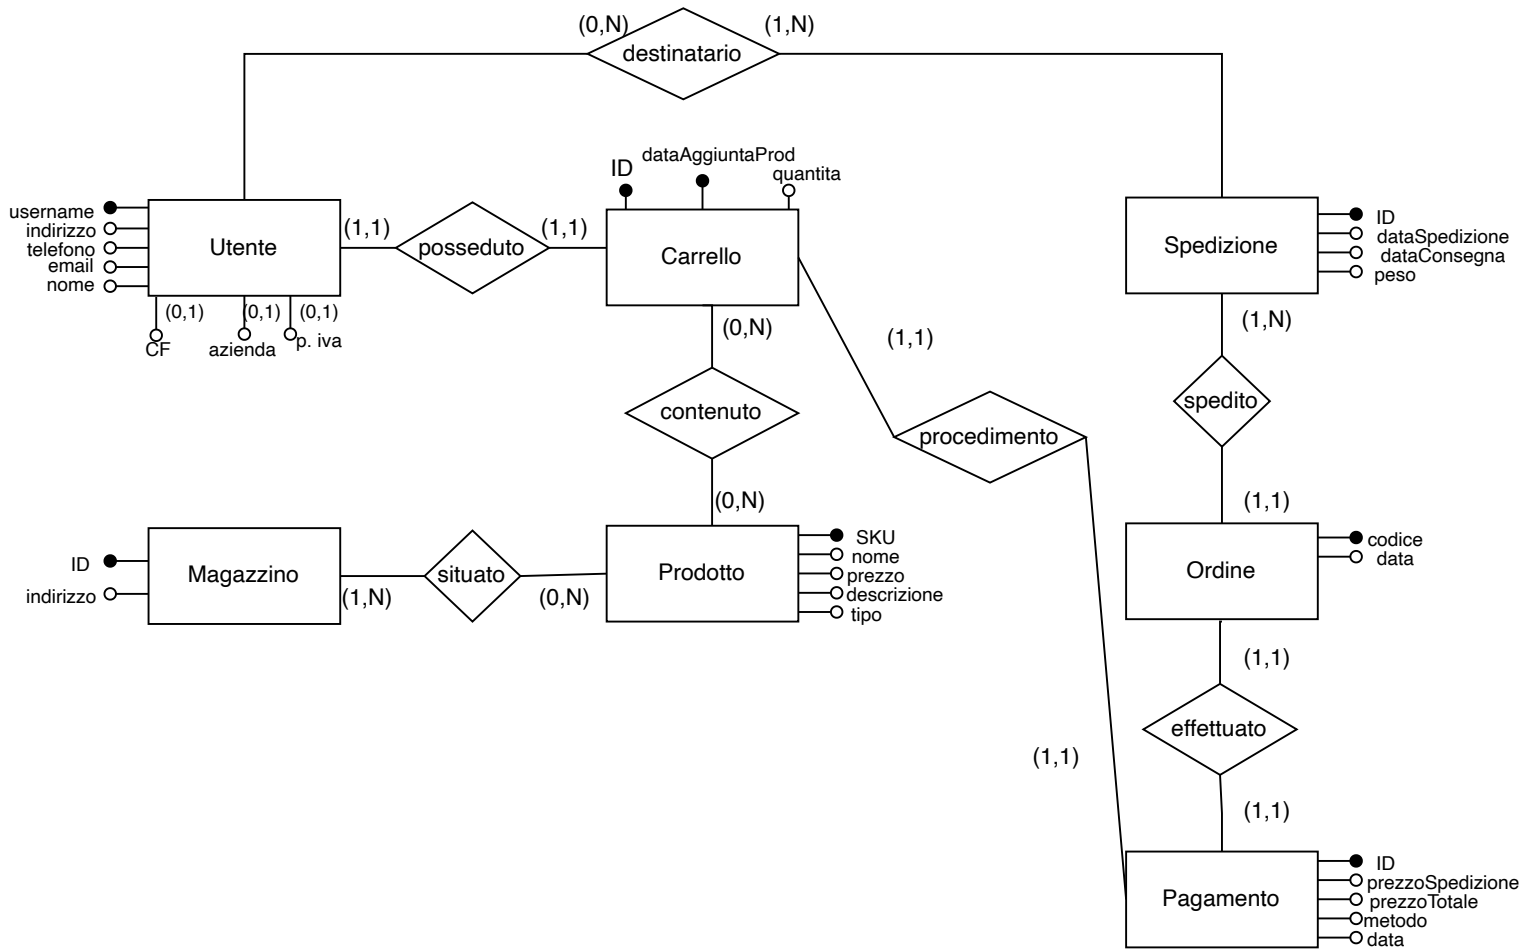 (0,N)
(1,N)
destinatario
dataAggiuntaProd
ID
quantita
username
indirizzo
telefono
email
nome
Utente
(1,1)
posseduto
(1,1)
Carrello
Spedizione
ID
dataSpedizione
dataConsegna
peso
(0,1)
(0,1)
(0,1)
CF
azienda
p. iva
(0,N)
(1,1)
(1,N)
contenuto
procedimento
spedito
(0,N)
(1,1)
ID
indirizzo
Magazzino
(1,N)
situato
(0,N)
Prodotto
SKU
nome
prezzo
descrizione
tipo
Ordine
codice
data
(1,1)
effettuato
(1,1)
(1,1)
Pagamento
ID
prezzoSpedizione
prezzoTotale
metodo
data